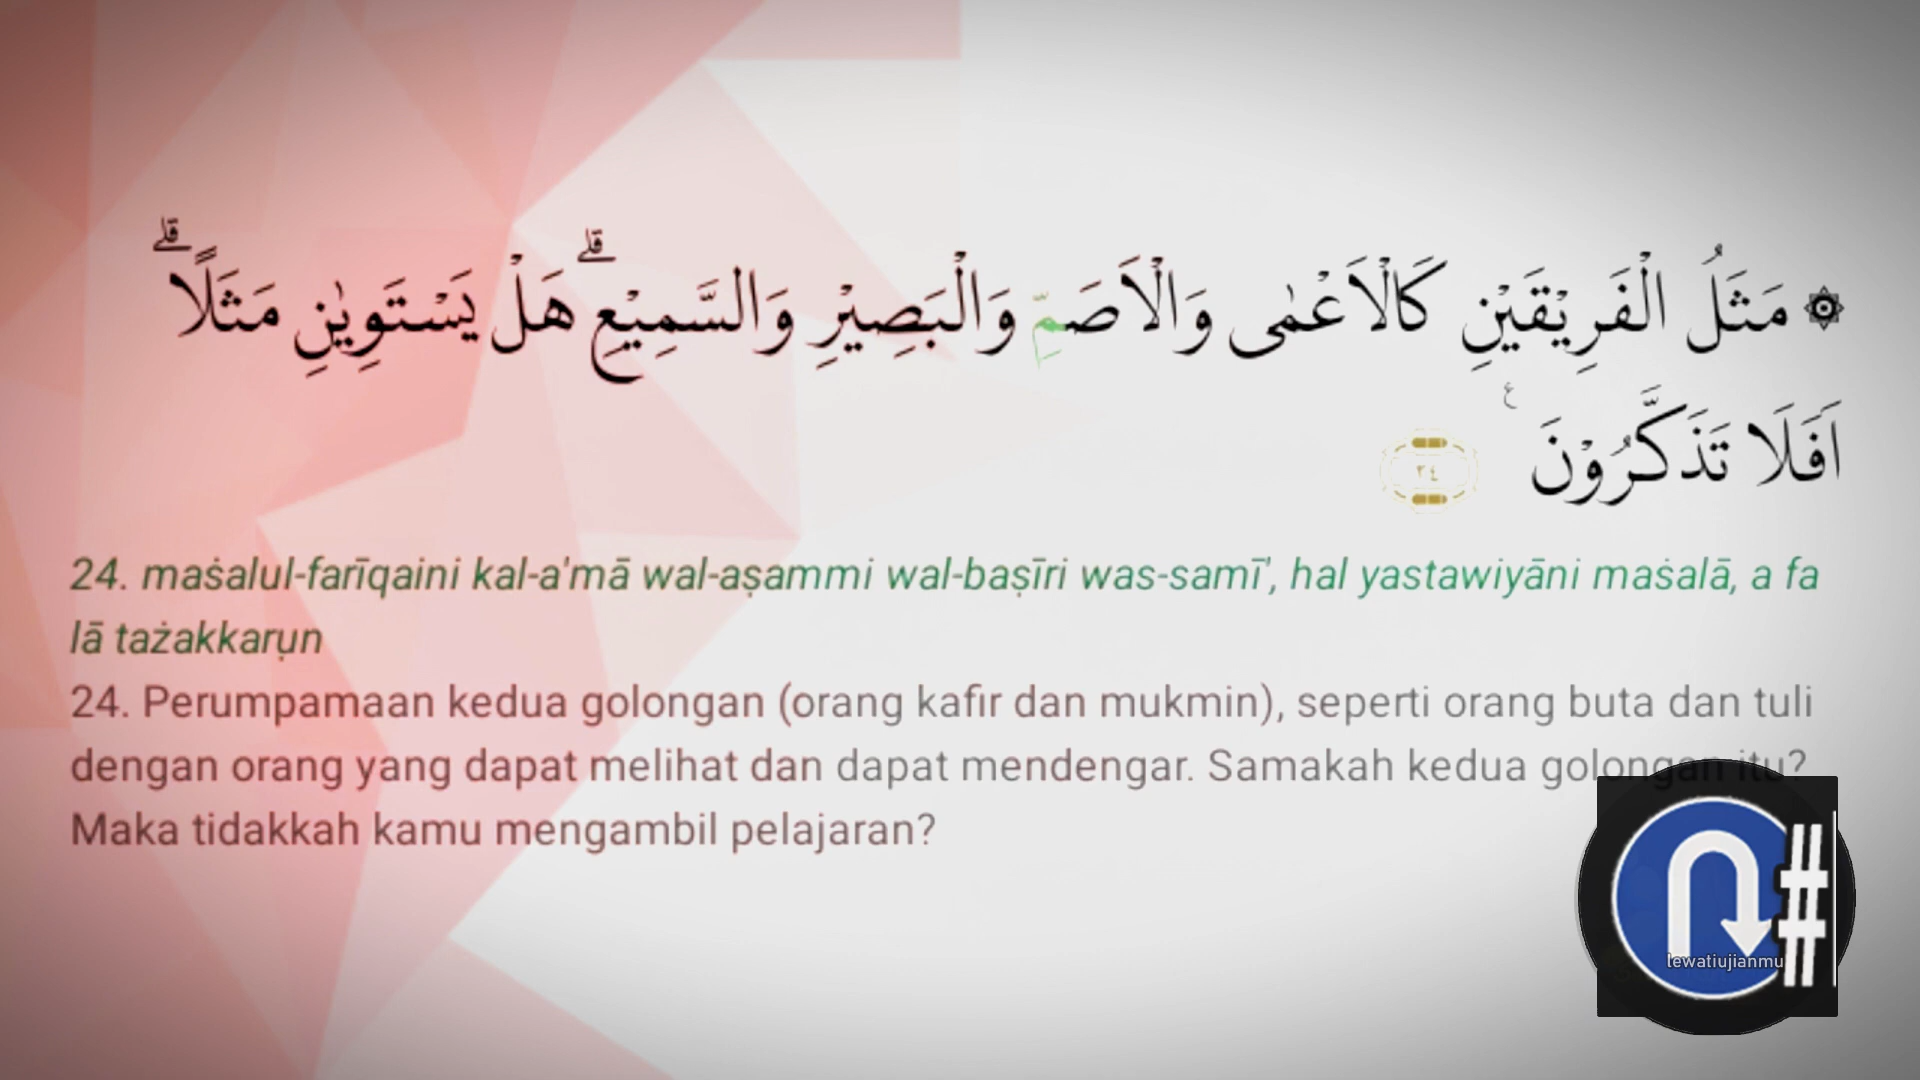 ۞ مَثَلُ الْفَرِيْقَيْنِ كَالْاَعْمٰى وَالْاَصَمِّ وَالْبَصِيْرِ وَالسَّمِيْعِۗ هَلْ يَسْتَوِيٰنِ مَثَلًاۗ
اَفَلَا تَذَكَّرُوْنَ ࣖ ٢٤
24. maṡalul-farīqaini kal-a'mā wal-aṣammi wal-baṣīri was-samī', hal yastawiyāni maṡalā, a fa
lā tażakkarụn
24. Perumpamaan kedua golongan (orang kafir dan mukmin), seperti orang buta dan tuli
dengan orang yang dapat melihat dan dapat mendengar. Samakah kedua golongan itu?
Maka tidakkah kamu mengambil pelajaran?
#
lewatiujianmu